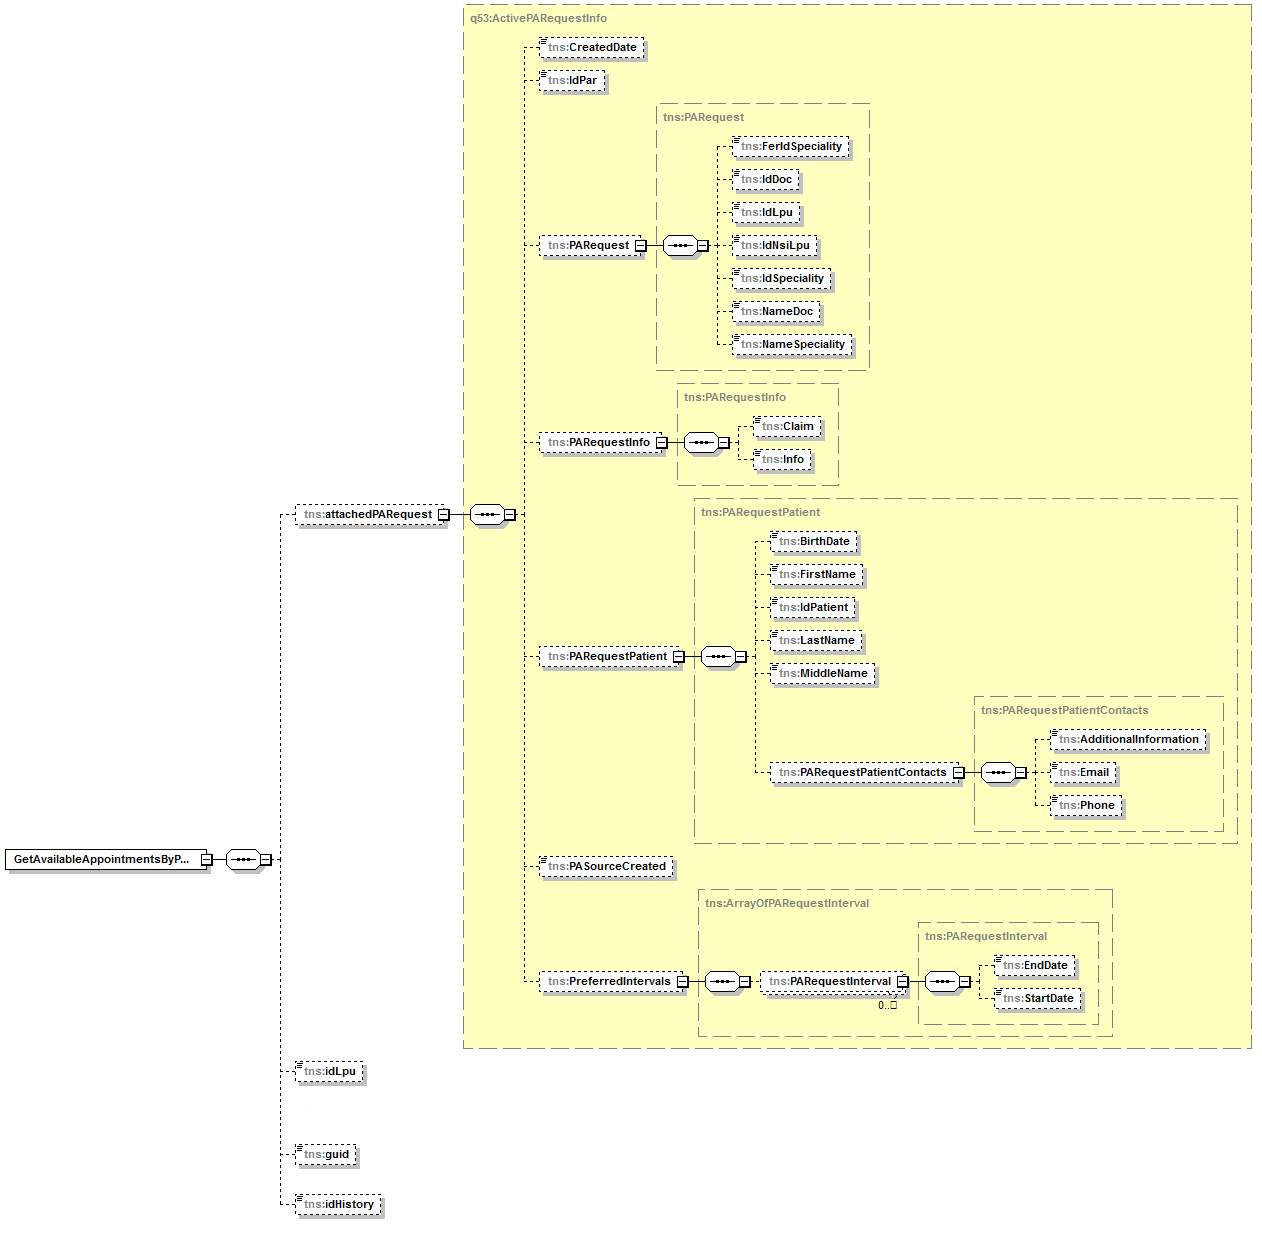 q53:ActivePARequestInfo
tns:CreatedDate
tns:IdPar
tns:PARequest
tns:FerIdSpeciality
tns:IdDoc
tns:IdLpu
tns:PARequest
tns:IdNsiLpu
tns:IdSpeciality
tns:NameDoc
tns:NameSpeciality
tns:PARequestInfo
tns:Claim
tns:PARequestInfo
tns:Info
tns:attachedPARequest
tns:PARequestPatient
tns:BirthDate
tns:FirstName
tns:IdPatient
tns:LastName
tns:PARequestPatient
tns:MiddleName
tns:PARequestPatientContacts
tns:AdditionalInformation
tns:PARequestPatientContacts
tns:Email
tns:Phone
GetAvailableAppointmentsByP...
tns:PASourceCreated
tns:ArrayOfPARequestInterval
tns:PARequestInterval
tns:EndDate
tns:PreferredIntervals
tns:PARequestInterval
tns:StartDate
0..□
tns:idLpu
tns:guid
tns:idHistory